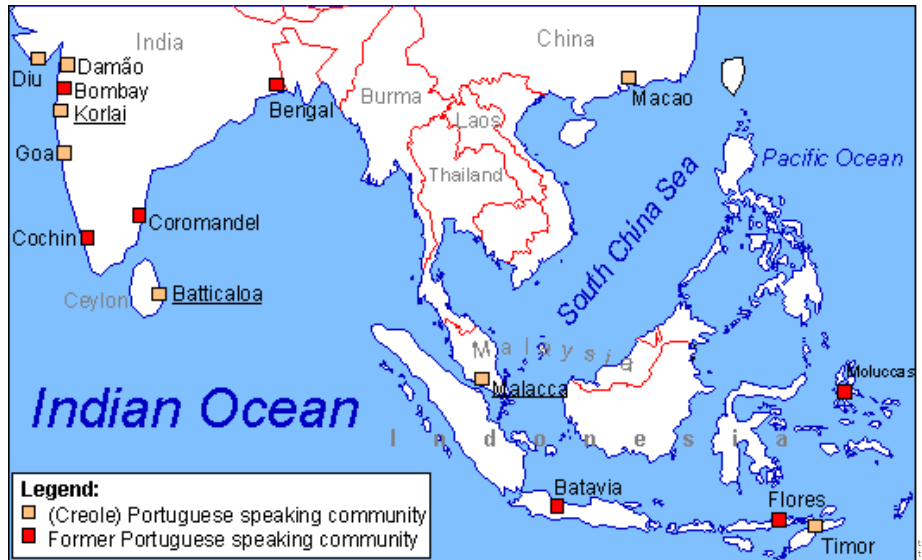 India
China
Diu
Damão
Bombay
Korlai
Bengal
Burma
Macao
Laos
Goa
Thailand
Pacific Ocean
South China Sea
Coromandel
Cochin
Ceylon
Batticaloa
Malaysia
Malacca
Moluccas
Indian Ocean
Indonesia
Batavia
Flores
Timor
Legend:
(Creole) Portuguese speaking community
Former Portuguese speaking community